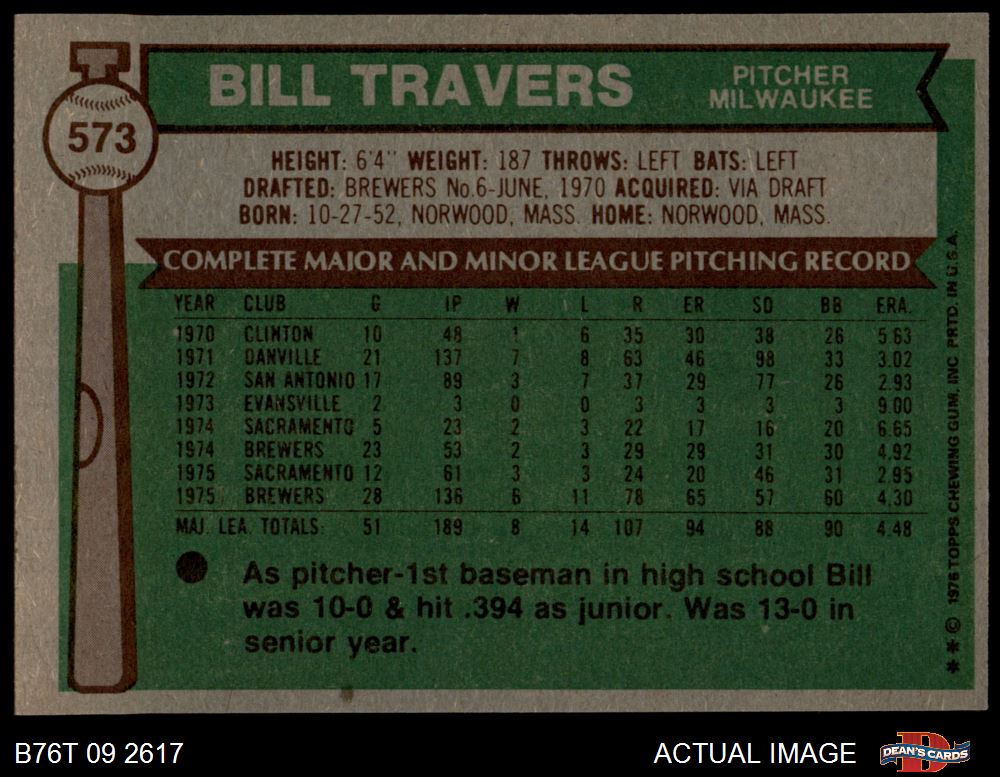 573
BILL TRAVERS
PITCHER
MILWAUKEE
HEIGHT: 6'4" WEIGHT: 187 THROWS: LEFT BATS: LEFT
DRAFTED: BREWERS No.6-JUNE, 1970 ACQUIRED: VIA DRAFT
BORN: 10-27-52, NORWOOD, MASS. HOME: NORWOOD, MASS.
COMPLETE MAJOR AND MINOR LEAGUE PITCHING RECORD
YEAR CLUB G IP W L R ER SO BB ERA.
1970 CLINTON 10 48 1 6 35 30 38 26 5.63
1971 DANVILLE 21 137 7 8 63 46 98 33 3.02
1972 SAN ANTONIO 17 89 3 7 37 29 77 26 2.93
1973 EVANSVILLE 2 3 0 0 3 3 3 3 9.00
1974 SACRAMENTO 5 23 2 3 22 17 16 20 6.65
1974 BREWERS 23 53 2 3 29 29 31 30 4.92
1975 SACRAMENTO 12 61 3 3 24 20 46 31 2.95
1975 BREWERS 28 136 6 11 78 65 57 60 4.30
MAJ. LEA. TOTALS 51 189 8 14 107 94 88 90 4.48
As pitcher-1st baseman in high school Bill
was 10-0 & hit .394 as junior. Was 13-0 in
senior year.
** © 1976 TOPPS CHEWING GUM, INC. PRTD. IN U.S.A.
B76T 09 2617
ACTUAL IMAGE
D
DEAN'S CARDS